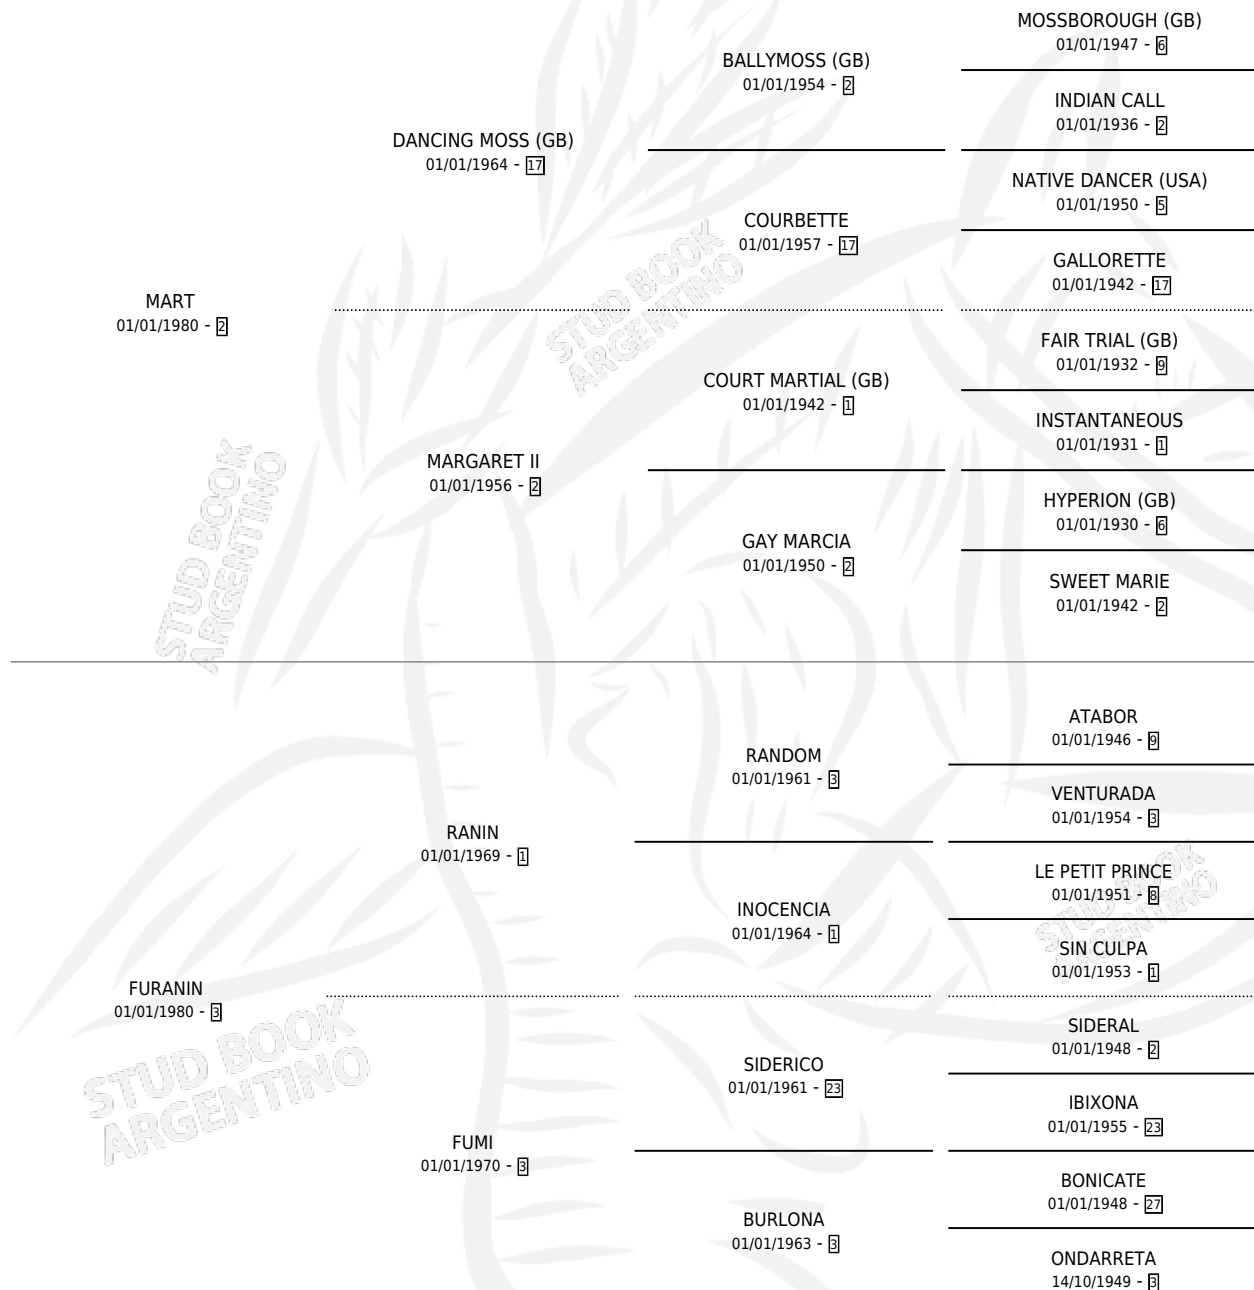 MOSSBOROUGH (GB)
01/01/1947 - 6
BALLYMOSS (GB)
01/01/1954 - 2
INDIAN CALL
01/01/1936 - 2
DANCING MOSS (GB)
01/01/1964 - 17
NATIVE DANCER (USA)
01/01/1950 - 5
COURBETTE
01/01/1957 - 17
GALLORETTE
01/01/1942 - 17
MART
01/01/1980 - 2
FAIR TRIAL (GB)
01/01/1932 - 9
COURT MARTIAL (GB)
01/01/1942 - 1
INSTANTANEOUS
01/01/1931 - 1
MARGARET II
01/01/1956 - 2
HYPERION (GB)
01/01/1930 - 6
GAY MARCIA
01/01/1950 - 2
SWEET MARIE
01/01/1942 - 2
ATABOR
01/01/1946 - 9
RANDOM
01/01/1961 - 3
VENTURADA
01/01/1954 - 3
RANIN
01/01/1969 - 1
LE PETIT PRINCE
01/01/1951 - 8
INOCENCIA
01/01/1964 - 1
SIN CULPA
01/01/1953 - 1
FURANIN
01/01/1980 - 3
SIDERAL
01/01/1948 - 2
SIDERICO
01/01/1961 - 23
IBIXONA
01/01/1955 - 23
FUMI
01/01/1970 - 3
BONICATE
01/01/1948 - 27
BURLONA
01/01/1963 - 3
ONDARRETA
14/10/1949 - 3
STUD BOOK
ARGENTINO
STUD BOOK
ARGENTINO
STUD BOOK
ARGENTINO
STUD BOOK
ARGENTINO